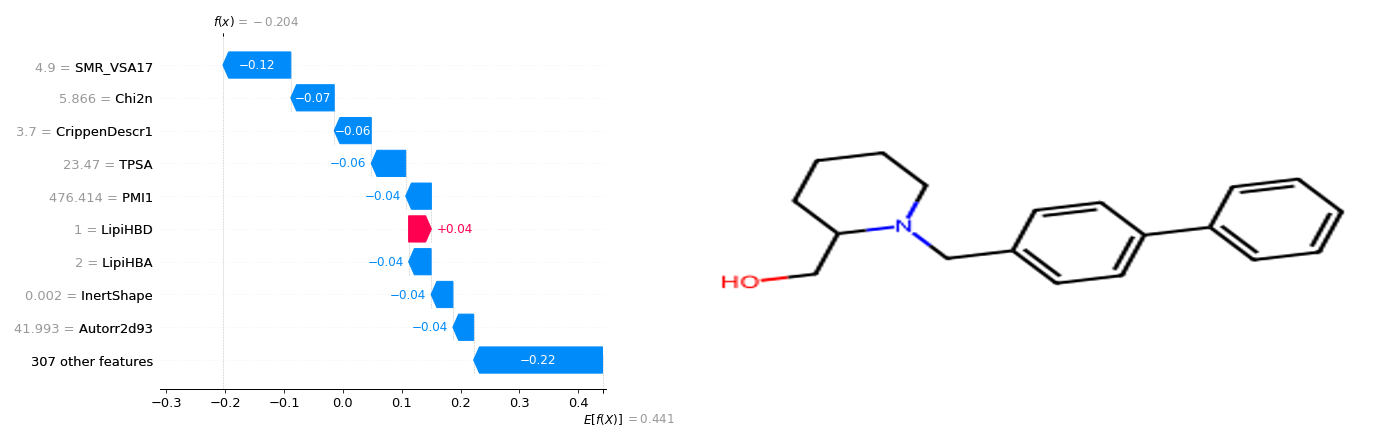 f(x) = −0.204
4.9 = SMR_VSA17
−0.12
5.866 = Chi2n
−0.07
3.7 = CrippenDescr1
−0.06
23.47 = TPSA
−0.06
476.414 = PMI1
−0.04
1 = LipiHBD
+0.04
2 = LipiHBA
−0.04
0.002 = InertShape
−0.04
41.993 = Autorr2d93
−0.04
307 other features
−0.22
−0.3 −0.2 −0.1 0.0 0.1 0.2 0.3 0.4
E[f(X)] = 0.441
N
HO